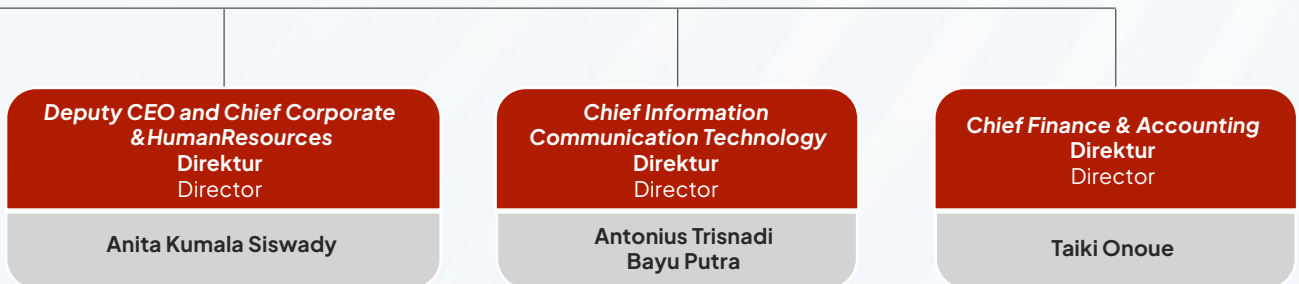 Deputy CEO and Chief Corporate
&HumanResources
Direktur
Director
Anita Kumala Siswady
Chief Information
Communication Technology
Direktur
Director
Antonius Trisnadi
Bayu Putra
Chief Finance & Accounting
Direktur
Director
Taiki Onoue